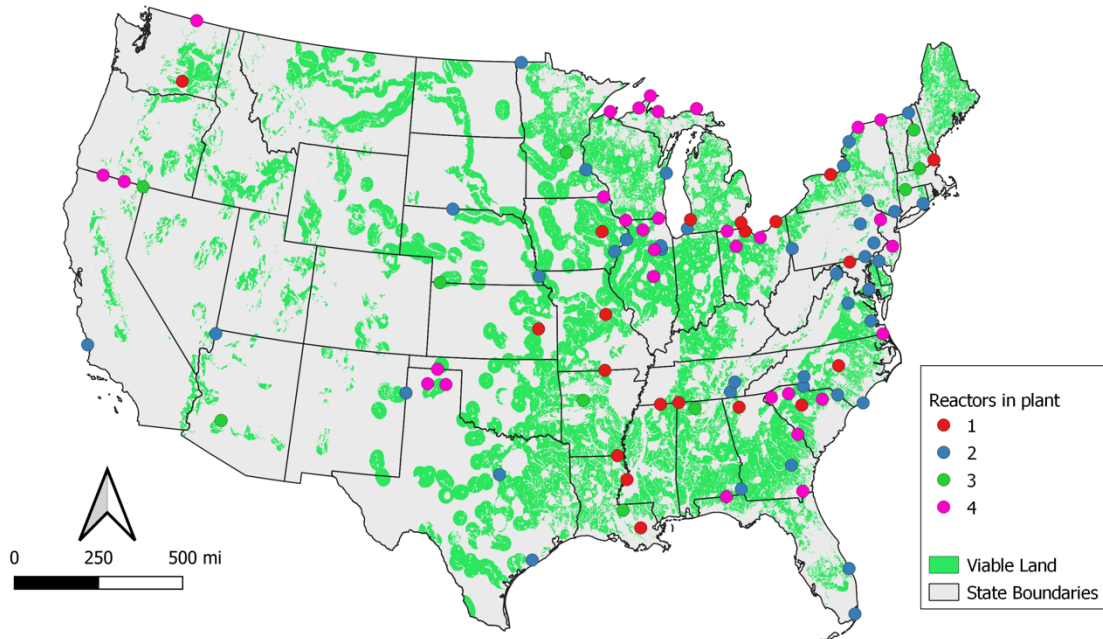 Reactors in plant
1
2
3
4
Viable Land
State Boundaries
0 250 500 mi